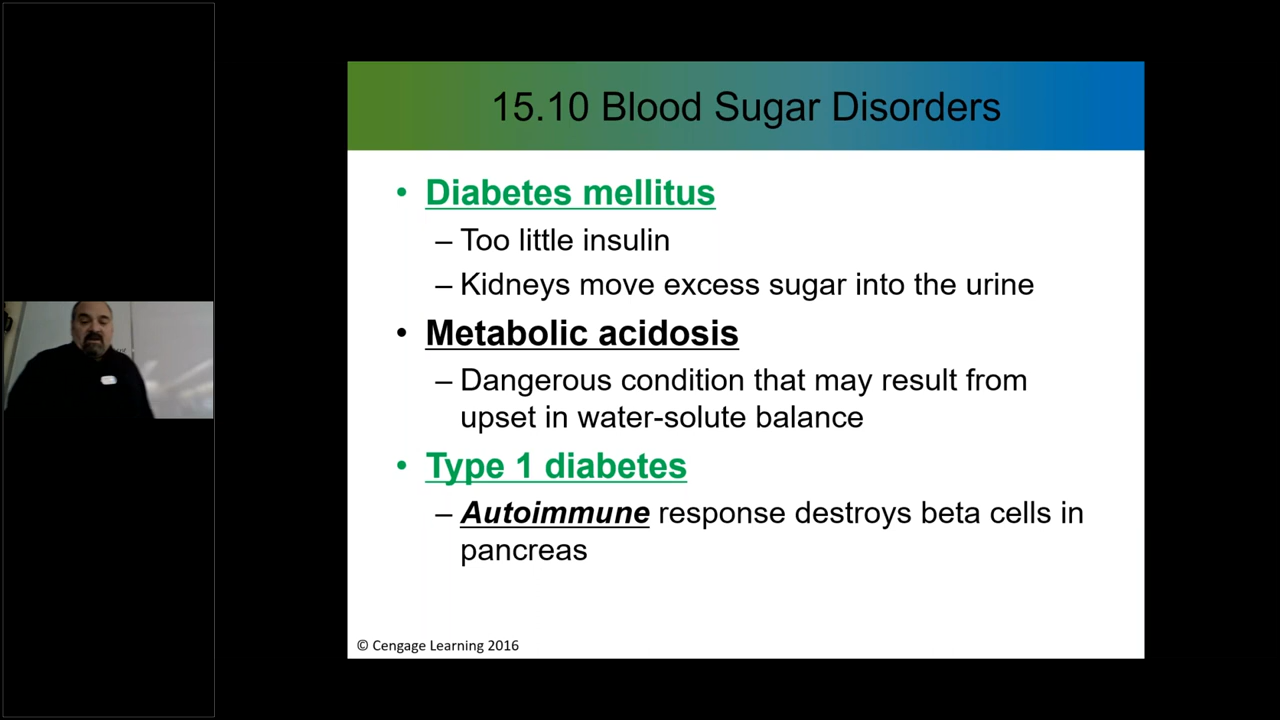 15.10 Blood Sugar Disorders
• Diabetes mellitus
– Too little insulin
– Kidneys move excess sugar into the urine
• Metabolic acidosis
– Dangerous condition that may result from
upset in water-solute balance
• Type 1 diabetes
– Autoimmune response destroys beta cells in
pancreas
© Cengage Learning 2016